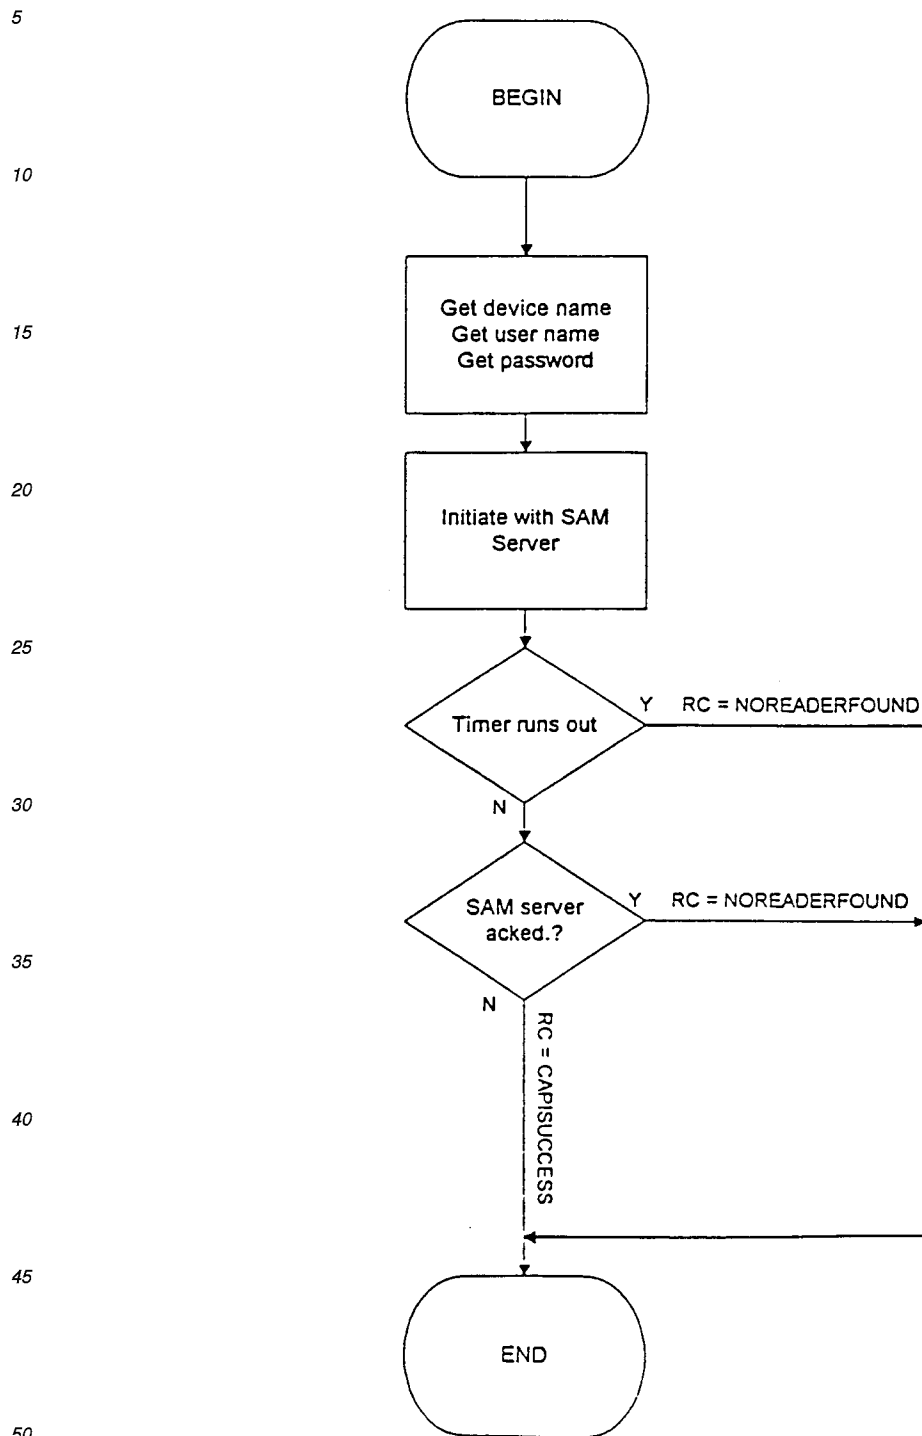 5
BEGIN
10
Get device name
15
Get user name
Get password
20
Initiate with SAM
Server
25
Y RC = NOREADERFOUND
Timer runs out
30
N
Y RC = NOREADERFOUND
SAM server
acked.?
35
N
RC = CAPISUCCESS
40
45
END
50